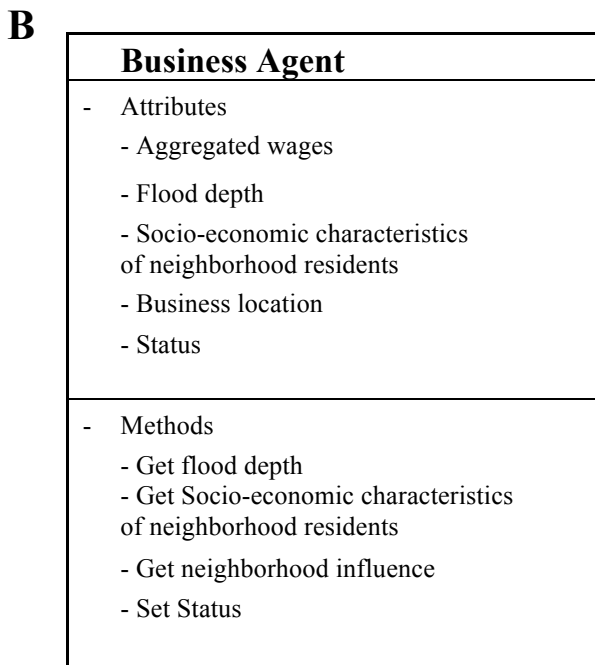 B
Business Agent
- Attributes
- Aggregated wages
- Flood depth
- Socio-economic characteristics
of neighborhood residents
- Business location
- Status
- Methods
- Get flood depth
- Get Socio-economic characteristics
of neighborhood residents
- Get neighborhood influence
- Set Status